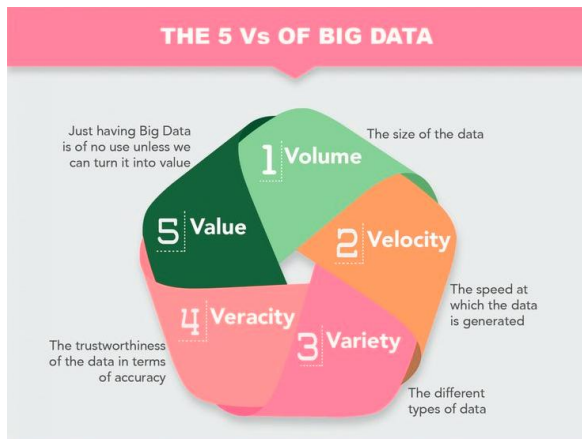 THE 5 Vs OF BIG DATA
Just having Big Data
is of no use unless we
can turn it into value
The size of the data
1 Volume
2 Velocity
The speed at
which the data
is generated
3 Variety
The different
types of data
4 Veracity
The trustworthiness
of the data in terms
of accuracy
5 Value